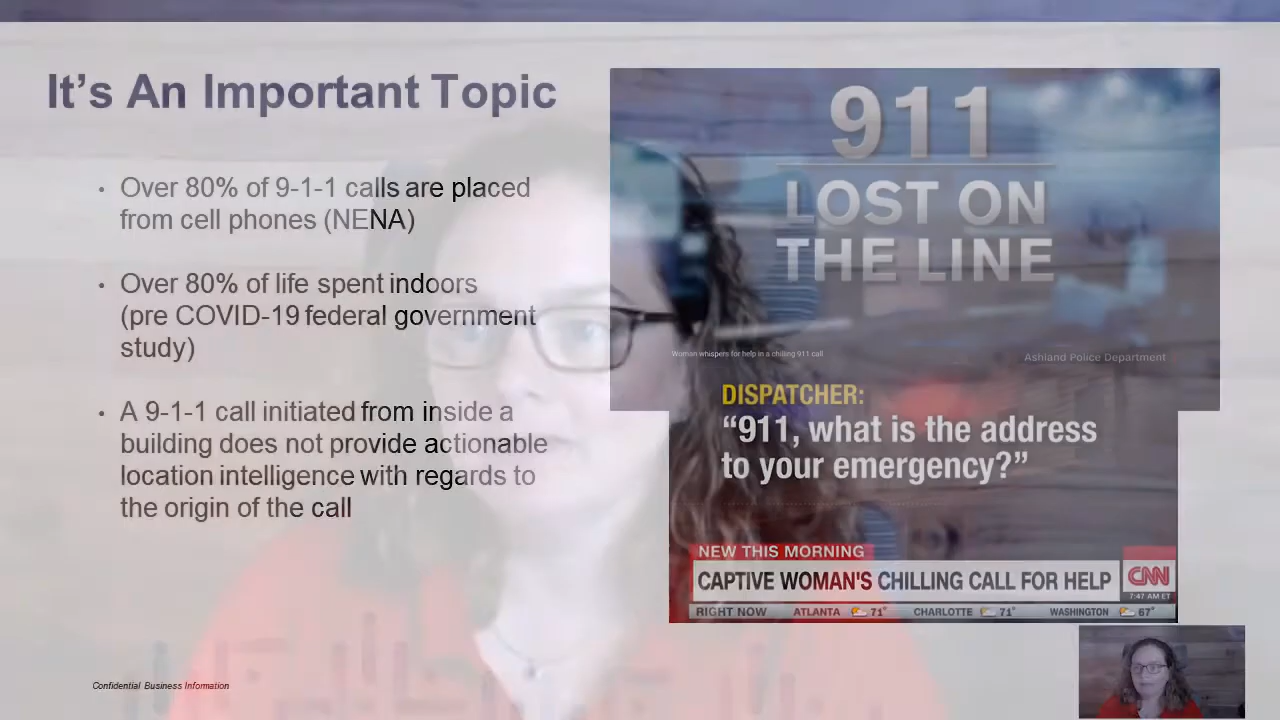 It's An Important Topic
• Over 80% of 9-1-1 calls are placed
from cell phones (NENA)
• Over 80% of life spent indoors
(pre COVID-19 federal government
study)
• A 9-1-1 call initiated from inside a
building does not provide actionable
location intelligence with regards to
the origin of the call
911
LOST ON
THE LINE
Woman whispers for help in a chilling 911 call
Ashland Police Department
DISPATCHER:
“911, what is the address
to your emergency?”
NEW THIS MORNING
CAPTIVE WOMAN'S CHILLING CALL FOR HELP
CNN
7:47 AM ET
RIGHT NOW ATLANTA 71° CHARLOTTE 71° WASHINGTON 67°
Confidential Business Information